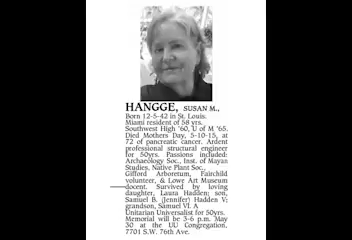 HANGGE, SUSAN M.,
Born 12-5-42 in St. Louis.
Miami resident of 58 yrs.
Southwest High '60, U of M '65.
Died Mothers Day, 5-10-15, at
72 of pancreatic cancer. Ardent
professional structural engineer
for 50yrs. Passions included:
Archaeology Soc., Inst. of Mayan
Studies, Native Plant Soc.,
Gifford Arboretum, Fairchild
volunteer, & Lowe Art Museum
docent. Survived by loving
daughter, Laura Hadden; son,
Samuel B. (Jennifer) Hadden V;
grandson, Samuel VI. A
Unitarian Universalist for 50yrs.
Memorial will be 3-6 p.m. May
30 at the UU Congregation,
7701 S.W. 76th Ave.